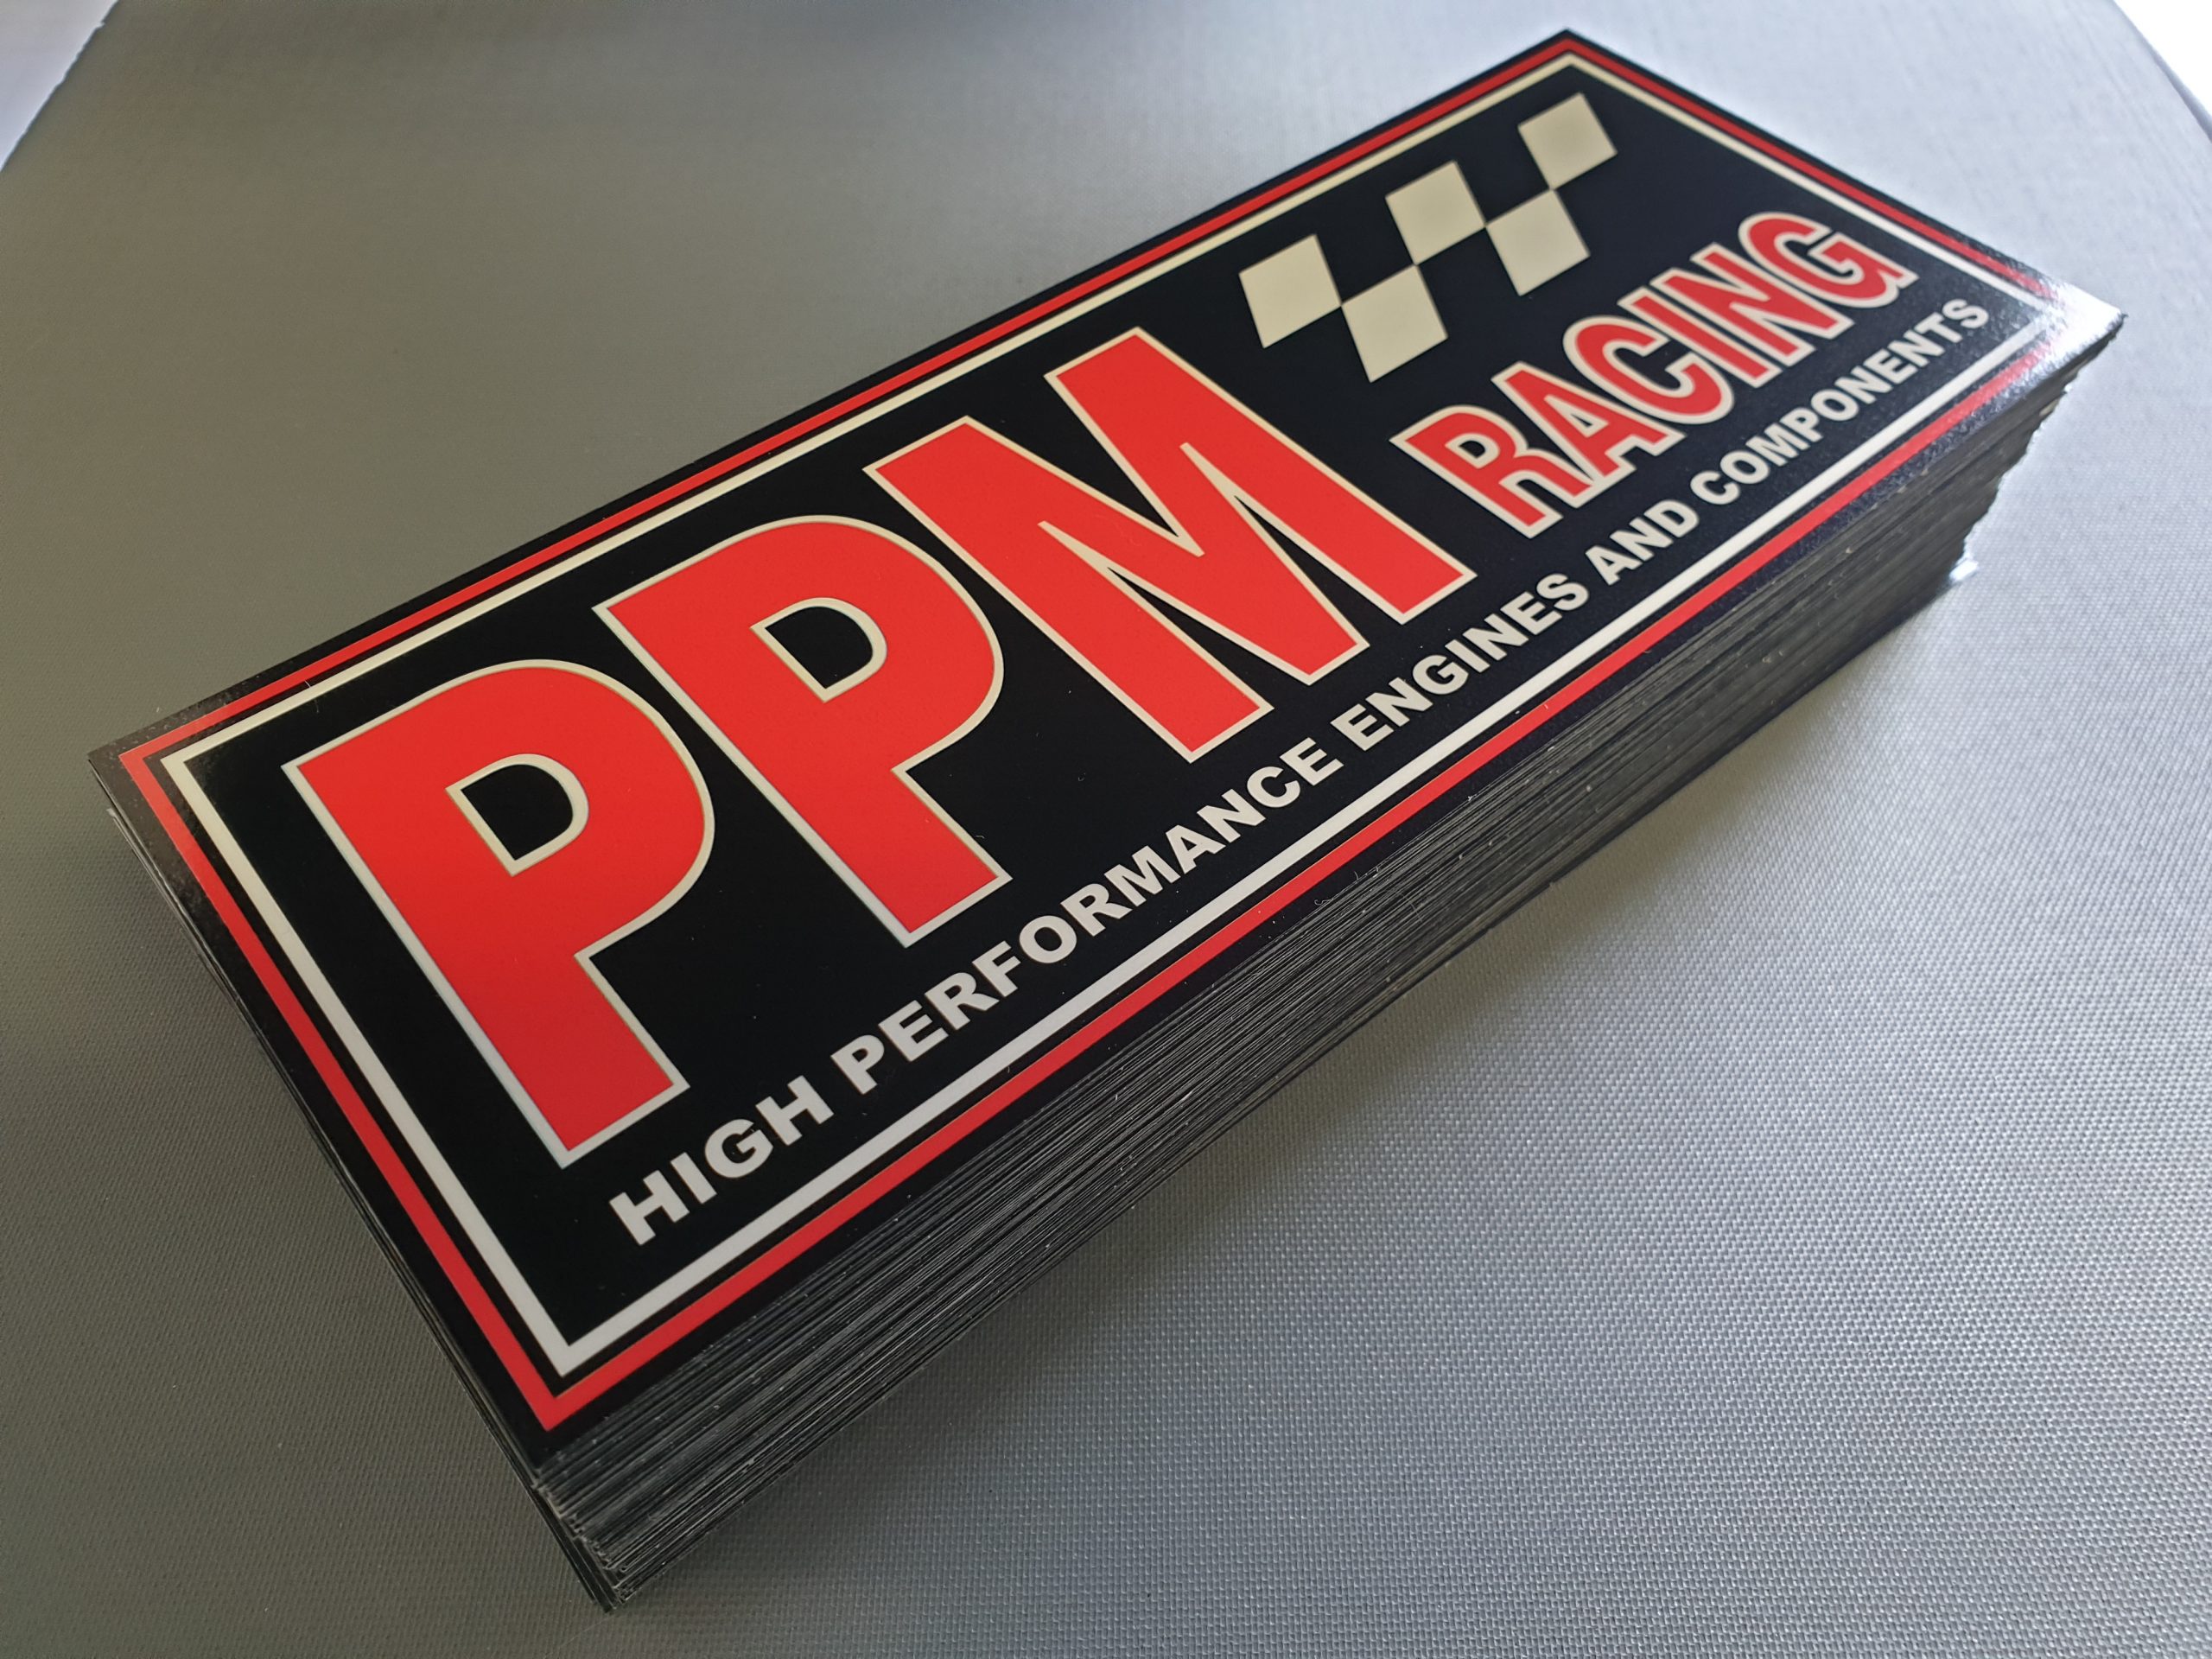 PPM RACING
HIGH PERFORMANCE ENGINES AND COMPONENTS